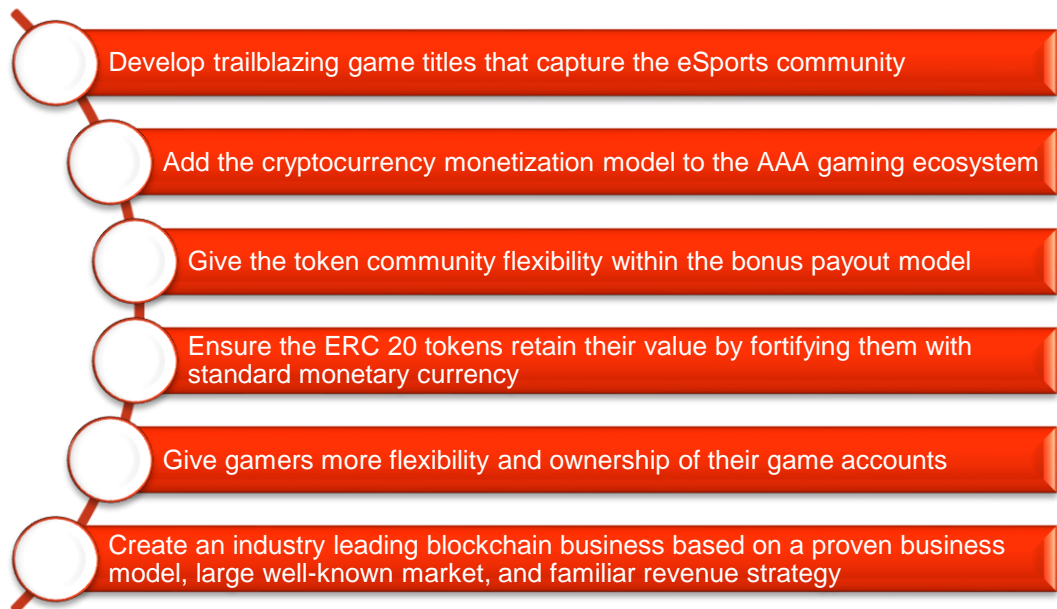 Develop trailblazing game titles that capture the eSports community
Add the cryptocurrency monetization model to the AAA gaming ecosystem
Give the token community flexibility within the bonus payout model
Ensure the ERC 20 tokens retain their value by fortifying them with
standard monetary currency
Give gamers more flexibility and ownership of their game accounts
Create an industry leading blockchain business based on a proven business
model, large well-known market, and familiar revenue strategy